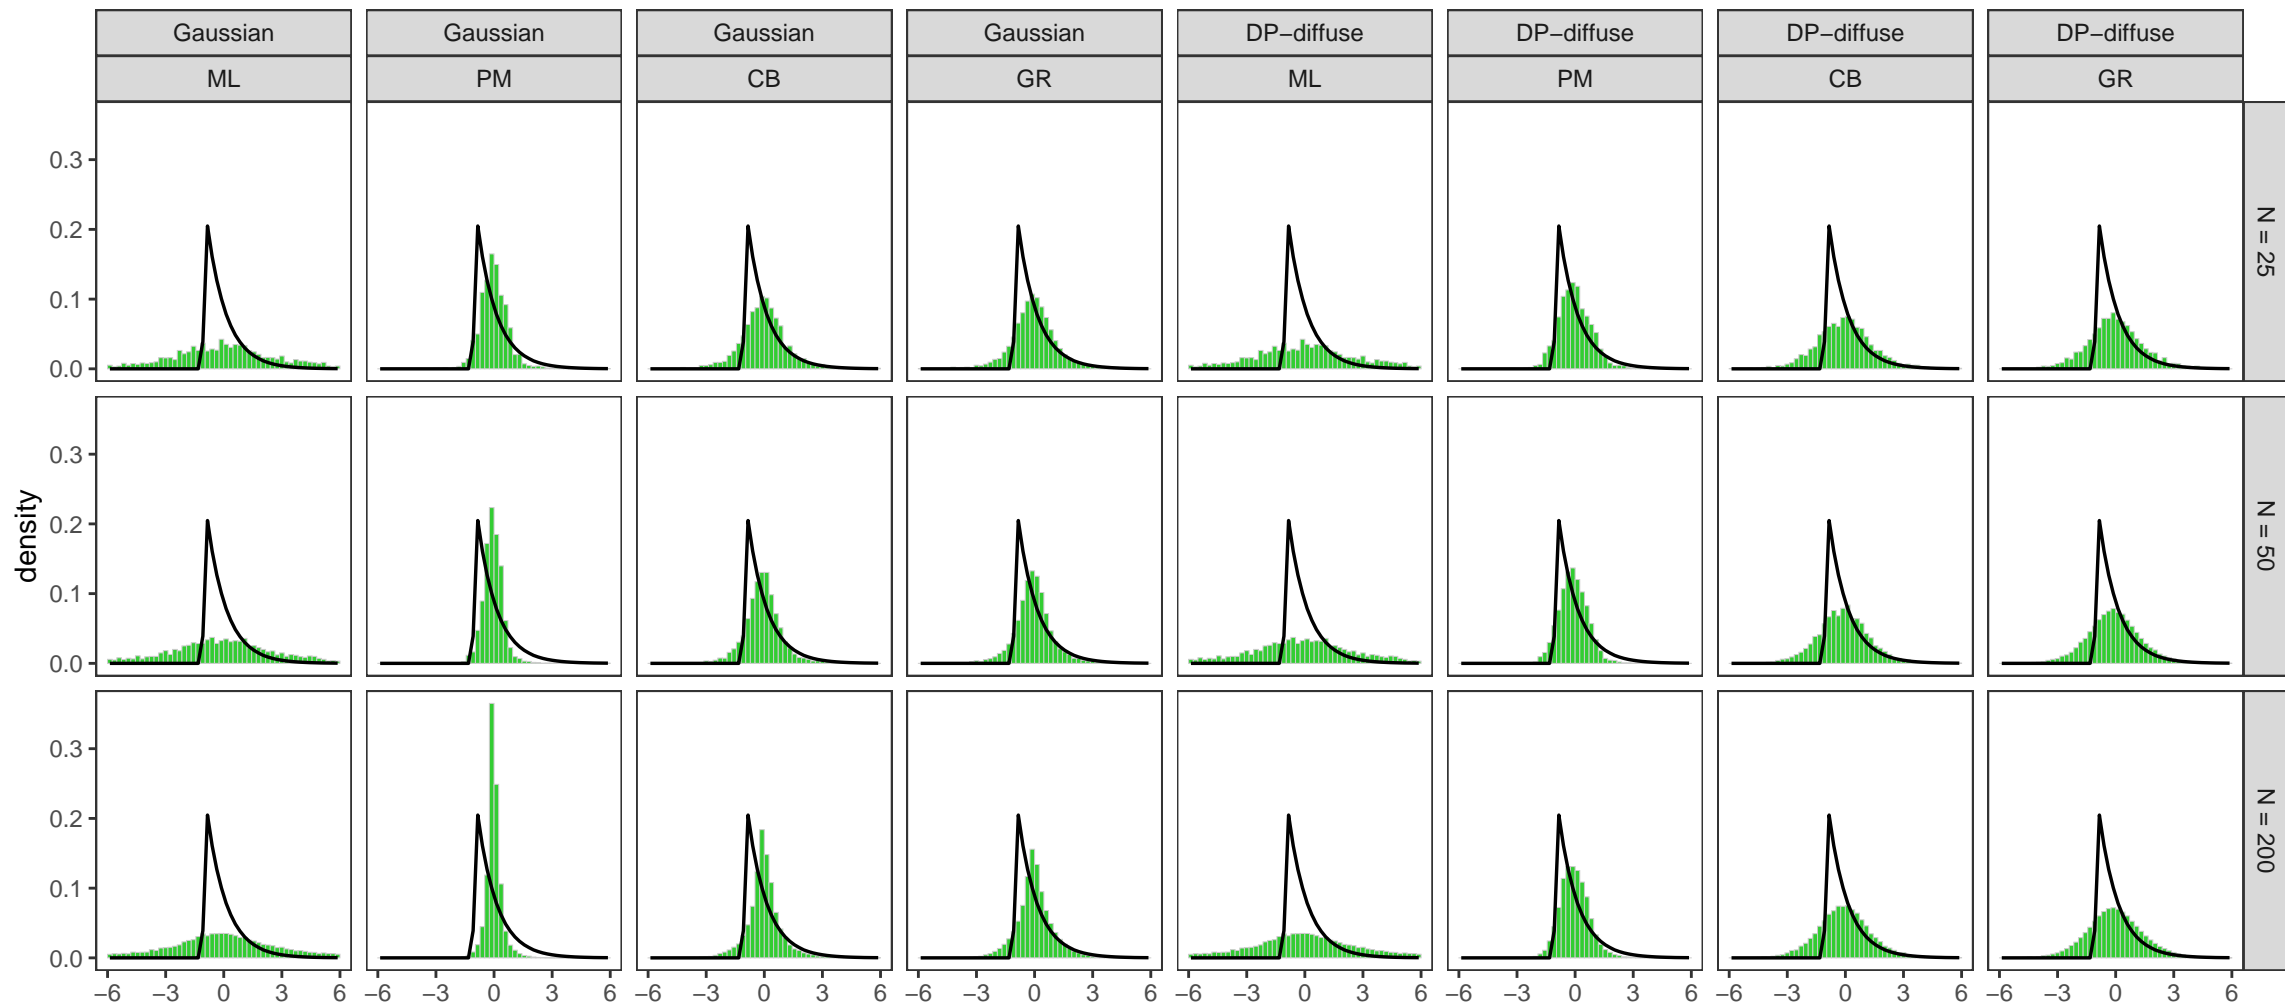 Gaussian Gaussian Gaussian Gaussian DP−diffuse DP−diffuse DP−diffuse DP−diffuse
ML PM CB GR ML PM CB GR
0.3
0.2
0.1
0.0
N = 25
density
0.3
0.2
0.1
0.0
N = 50
0.3
0.2
0.1
0.0
N = 200
−6 −3 0 3 6 −6 −3 0 3 6 −6 −3 0 3 6 −6 −3 0 3 6 −6 −3 0 3 6 −6 −3 0 3 6 −6 −3 0 3 6 −6 −3 0 3 6